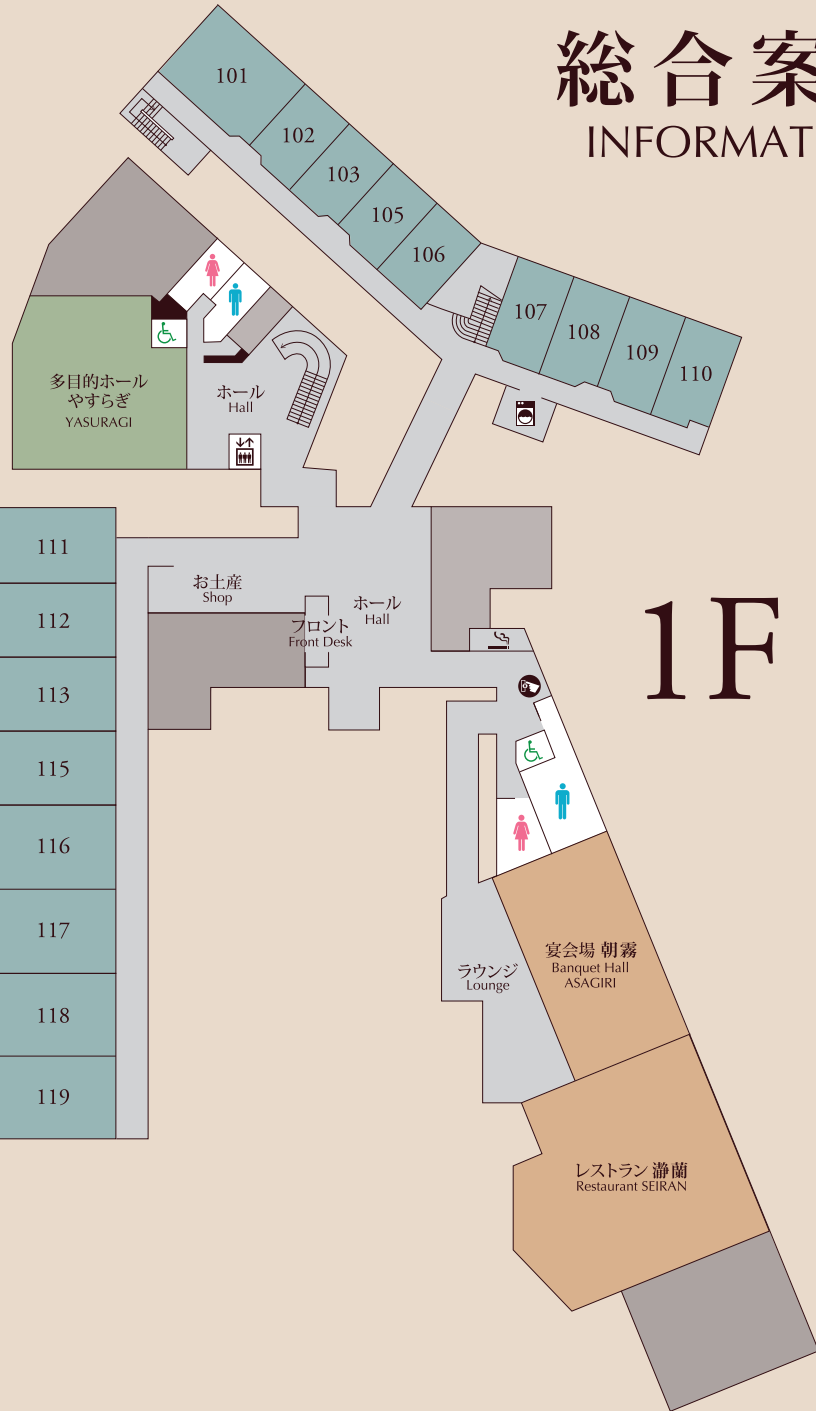 総合案
INFORMAT
1F
101
102
103
105
106
107
108
109
110
多目的ホール
やすらぎ
YASURAGI
ホール
Hall
111
112
113
115
116
117
118
119
お土産
Shop
フロント
Front Desk
ホール
Hall
ラウンジ
Lounge
宴会場 朝霧
Banquet Hall
ASAGIRI
レストラン 瀞蘭
Restaurant SEIRAN